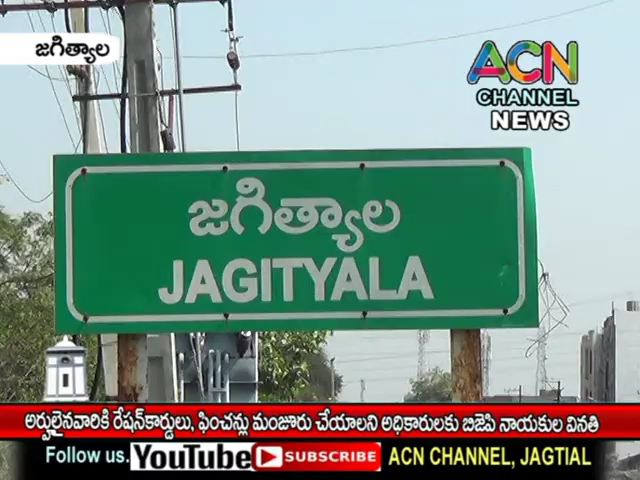 జగిత్యాల
ACN
CHANNEL
NEWS
జగిత్యాల
JAGITYALA
అర్హులైనవారికి రేషన్‌కార్డులు, ఫించన్లు మంజూరు చేయాలని అధికారులకు బిజెపి నాయకుల వినతి
Follow us. YouTube SUBSCRIBE ACN CHANNEL, JAGTIAL